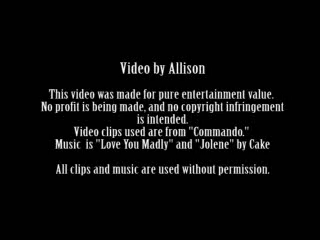 Video by Allison
This video was made for pure entertainment value.
No profit is being made, and no copyright infringement
is intended.
Video clips used are from "Commando."
Music is "Love You Madly" and "Jolene" by Cake
All clips and music are used without permission.